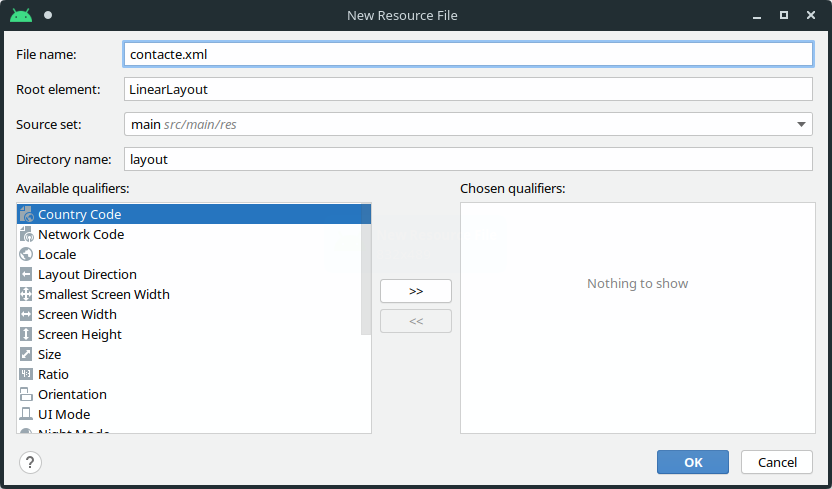 New Resource File
File name: contacte.xml
Root element: LinearLayout
Source set: main src/main/res
Directory name: layout
Available qualifiers: Chosen qualifiers:
Country Code
Network Code
Locale
Layout Direction
Smallest Screen Width
Screen Width
Screen Height
Size
Ratio
Orientation
UI Mode
Night Mode
>>
<<
Nothing to show
? OK Cancel